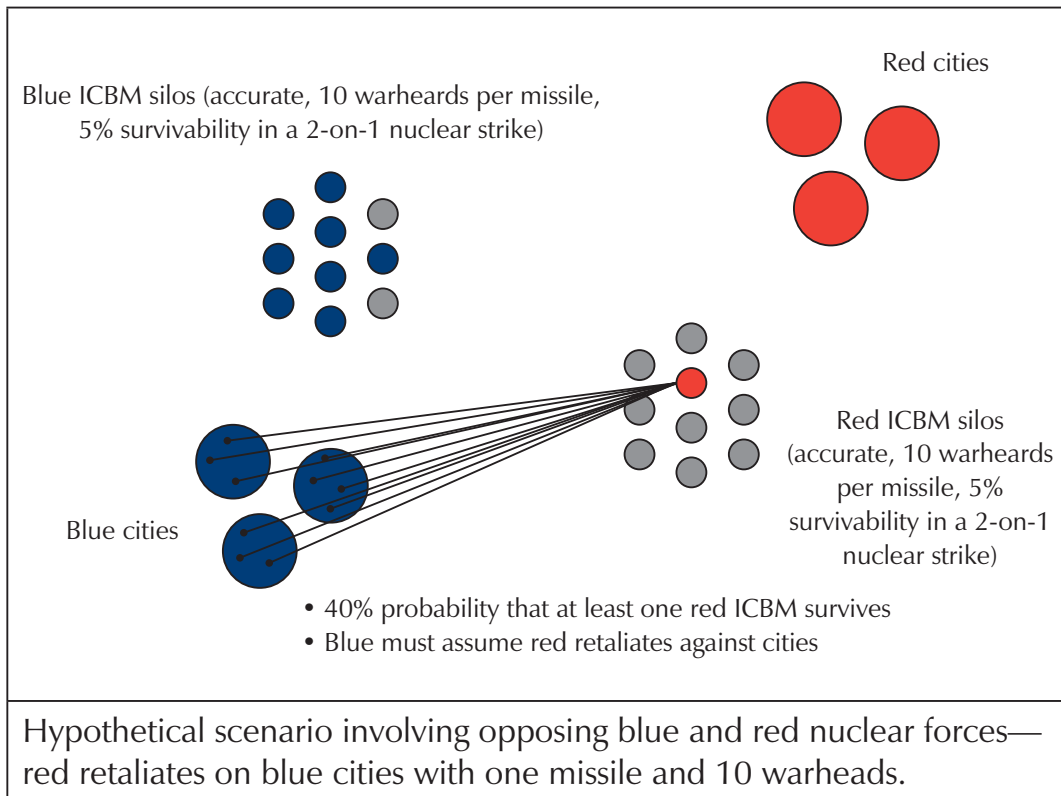 Red cities
Blue ICBM silos (accurate, 10 warheards per missile,
5% survivability in a 2-on-1 nuclear strike)
Red ICBM silos
(accurate, 10 warheards
per missile, 5%
survivability in a 2-on-1
nuclear strike)
Blue cities
• 40% probability that at least one red ICBM survives
• Blue must assume red retaliates against cities
Hypothetical scenario involving opposing blue and red nuclear forces—
red retaliates on blue cities with one missile and 10 warheads.